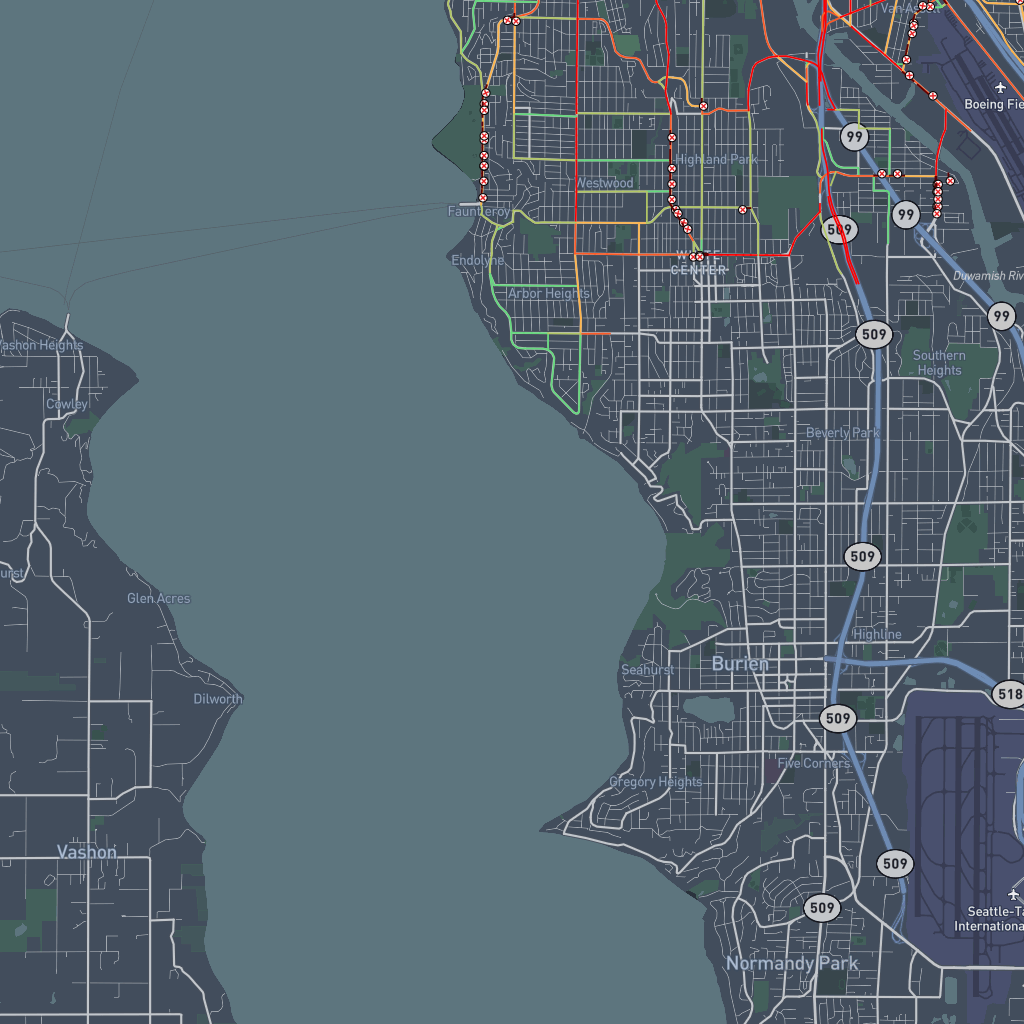 Boeing Fie
99
Highland Park
Westwood
Fauntleroy
99
509
CENTER
Endolyne
Duwamish Riv
Arbor Heights
99
509
Vashon Heights
Southern
Heights
Cowley
Beverly Park
509
urst
Glen Acres
Highline
Burien
Seahurst
518
Dilworth
509
Five Corners
Gregory Heights
Vashon
509
509
Seattle-Ta
International
Normandy Park